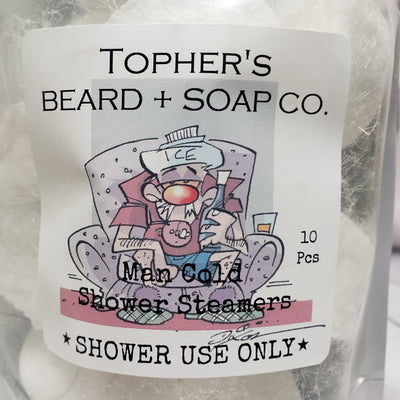 TOPHER'S
BEARD + SOAP CO.
ICE
10
Pcs
Man Cold
Shower Steamers
★SHOWER USE ONLY★